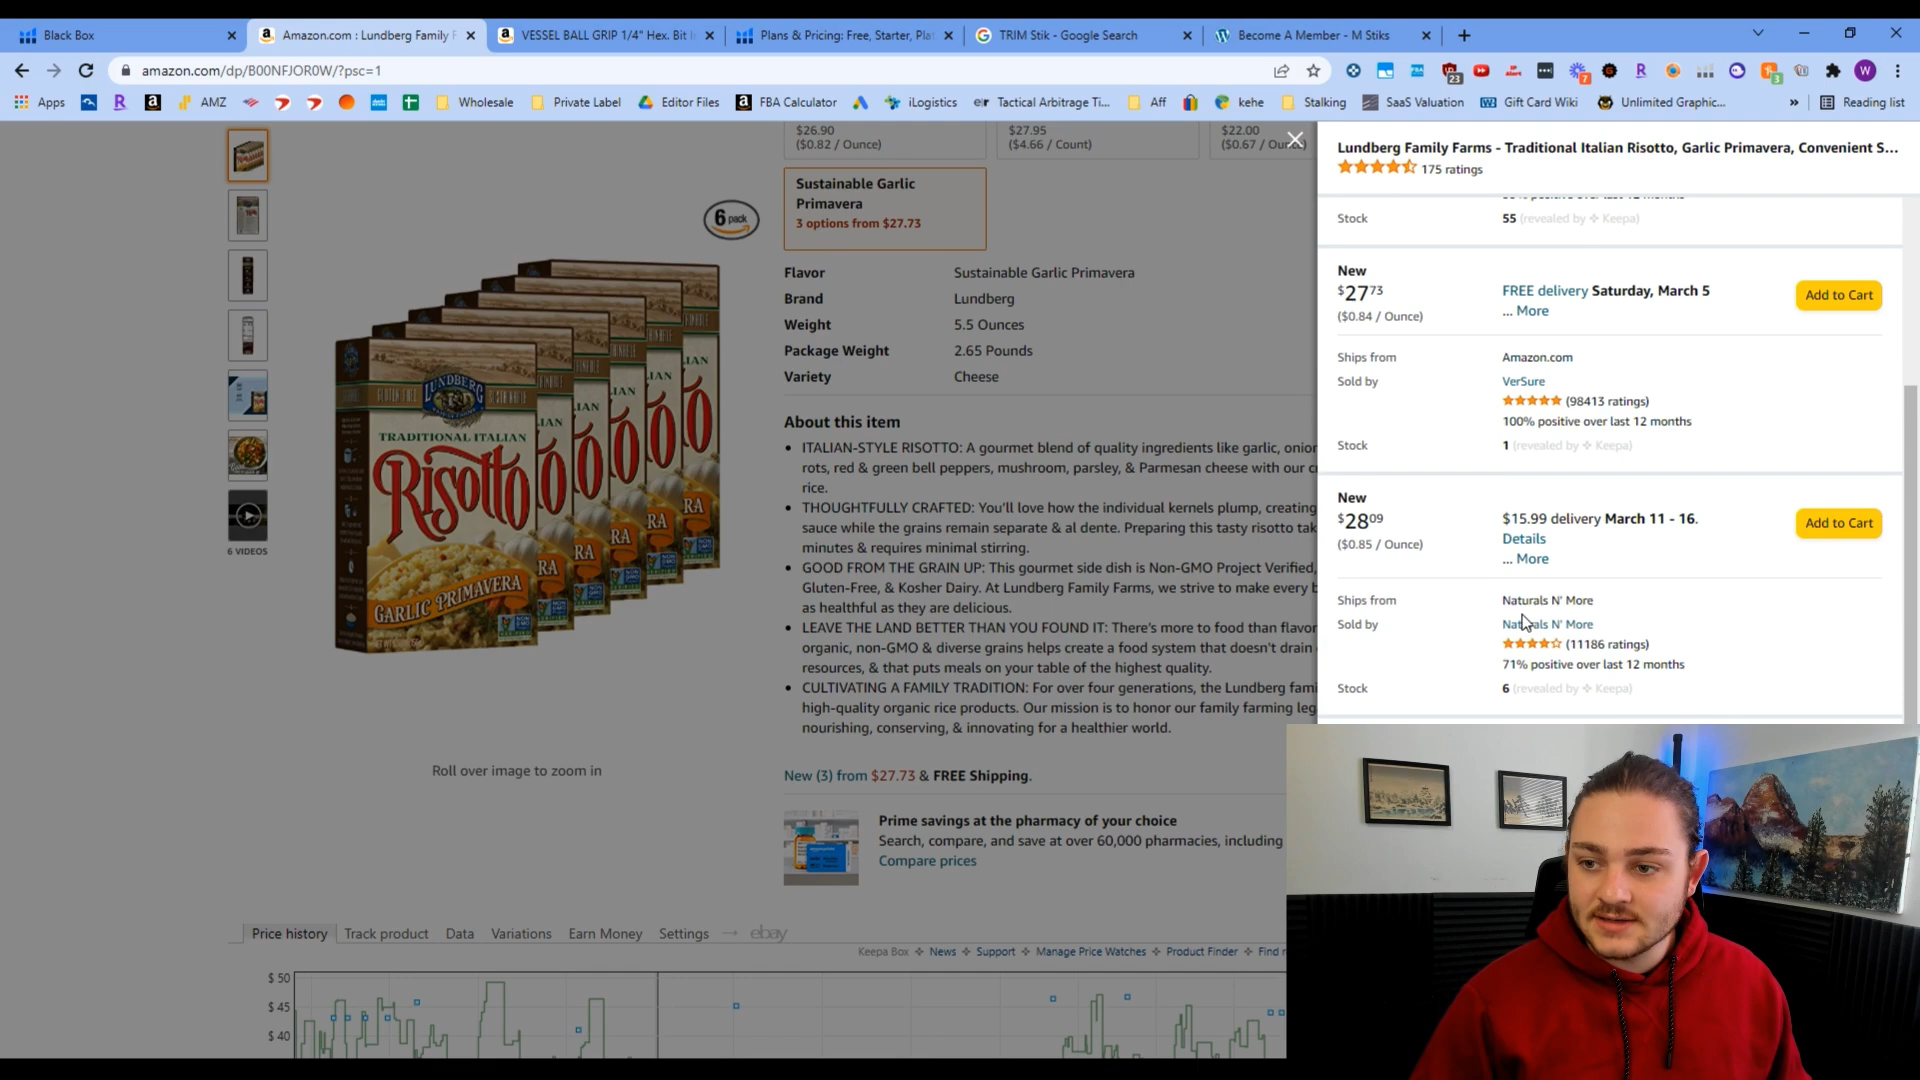 Black Box
Amazon.com : Lundberg Family F
VESSEL BALL GRIP 1/4" Hex. Bit I
Plans & Pricing: Free, Starter, Plat
TRIM Stik - Google Search
Become A Member - M Stiks
amazon.com/dp/B00NFJOR0W/?psc=1
Apps
AMZ
Wholesale
Private Label
Editor Files
FBA Calculator
iLogistics
Tactical Arbitrage Ti...
Aff
kehe
Stalking
SaaS Valuation
Gift Card Wiki
Unlimited Graphic...
Reading list
$26.90
($0.82 / Ounce)
$27.95
($4.66 / Count)
$22.00
($0.67 / Ounce)
Sustainable Garlic
Primavera
3 options from $27.73
6 pack
Flavor Sustainable Garlic Primavera
Brand Lundberg
Weight 5.5 Ounces
Package Weight 2.65 Pounds
Variety Cheese
About this item
ITALIAN-STYLE RISOTTO: A gourmet blend of quality ingredients like garlic, onion
rots, red & green bell peppers, mushroom, parsley, & Parmesan cheese with our c
rice.
THOUGHTFULLY CRAFTED: You'll love how the individual kernels plump, creating
sauce while the grains remain separate & al dente. Preparing this tasty risotto tak
minutes & requires minimal stirring.
GOOD FROM THE GRAIN UP: This gourmet side dish is Non-GMO Project Verified,
Gluten-Free, & Kosher Dairy. At Lundberg Family Farms, we strive to make every b
as healthful as they are delicious.
LEAVE THE LAND BETTER THAN YOU FOUND IT: There's more to food than flavor
organic, non-GMO & diverse grains helps create a food system that doesn't drain
resources, & that puts meals on your table of the highest quality.
CULTIVATING A FAMILY TRADITION: For over four generations, the Lundberg fami
high-quality organic rice products. Our mission is to honor our family farming leg
nourishing, conserving, & innovating for a healthier world.
LUNDBERG
TRADITIONAL ITALIAN
RISOTTO
GARLIC PRIMAVERA
6 VIDEOS
Roll over image to zoom in
New (3) from $27.73 & FREE Shipping.
Prime savings at the pharmacy of your choice
Search, compare, and save at over 60,000 pharmacies, including
Compare prices
Price history
Track product
Data
Variations
Earn Money
Settings
ebay
Keepa Box
News
Support
Manage Price Watches
Product Finder
Find r
$ 50
$ 45
$ 40
Lundberg Family Farms - Traditional Italian Risotto, Garlic Primavera, Convenient S...
175 ratings
Stock 55 (revealed by Keepa)
New
$27 73
($0.84 / Ounce)
FREE delivery Saturday, March 5
... More
Add to Cart
Ships from Amazon.com
Sold by VerSure
(98413 ratings)
100% positive over last 12 months
Stock 1 (revealed by Keepa)
New
$28 09
($0.85 / Ounce)
$15.99 delivery March 11 - 16.
Details
... More
Add to Cart
Ships from Naturals N' More
Sold by Naturals N' More
(11186 ratings)
71% positive over last 12 months
Stock 6 (revealed by Keepa)